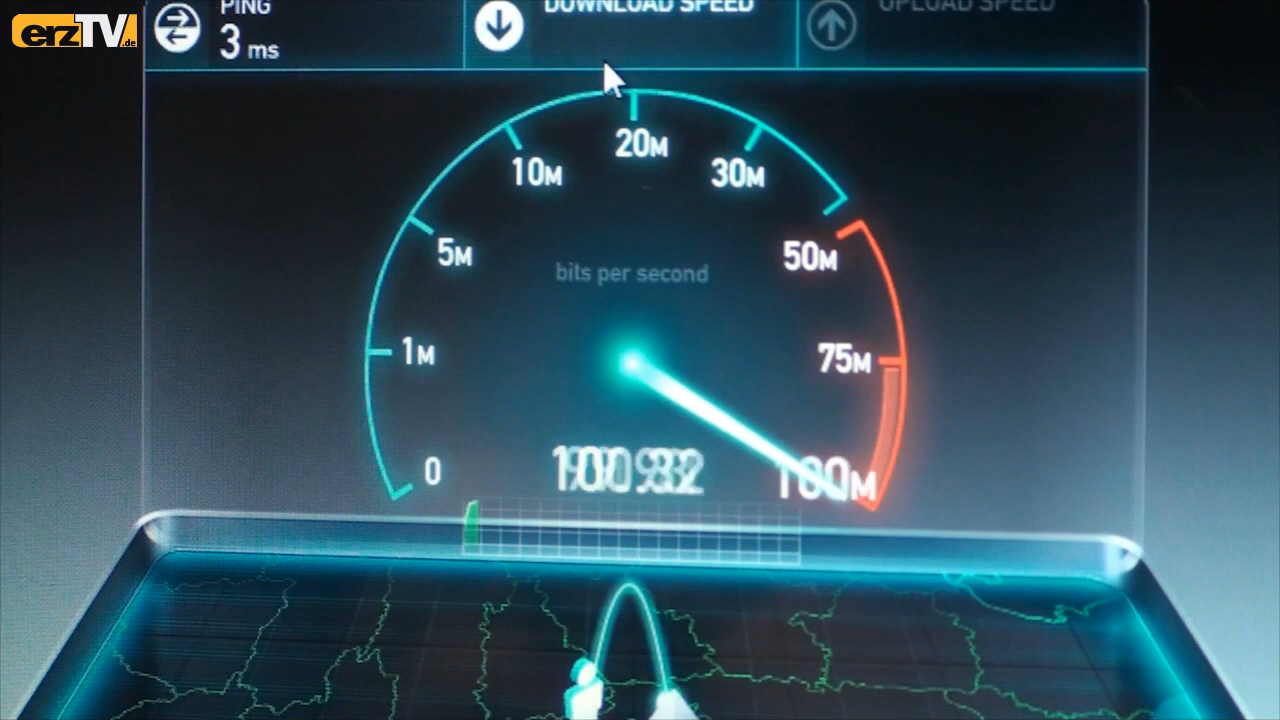 erzTV.de
PING
3 ms
DOWNLOAD SPEED
UPLOAD SPEED
20M
10M
30M
5M
50M
bits per second
1M
75M
0
100M